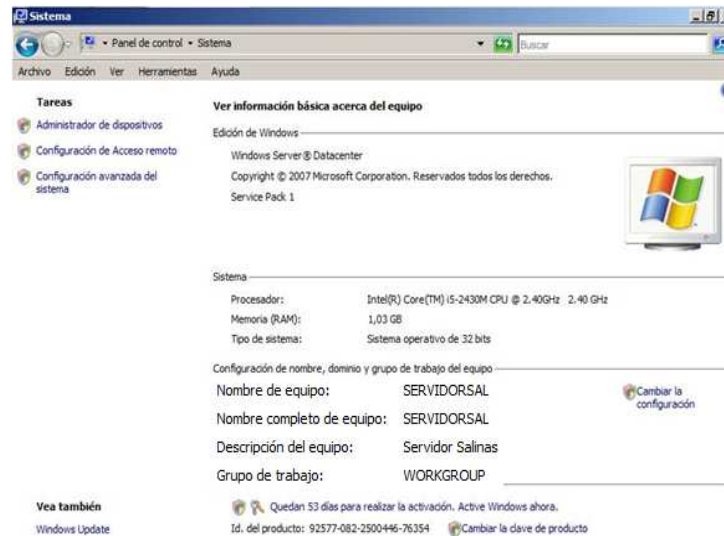 Sistema
Panel de control
Sistema
Buscar
Archivo Edición Ver Herramientas Ayuda
Tareas
Administrador de dispositivos
Configuración de Acceso remoto
Configuración avanzada del
sistema
Ver información básica acerca del equipo
Edición de Windows
Windows Server® Datacenter
Copyright © 2007 Microsoft Corporation. Reservados todos los derechos.
Service Pack 1
Sistema
Procesador: Intel(R) Core(TM) i5-2430M CPU @ 2.40GHz 2.40 GHz
Memoria (RAM): 1,03 GB
Tipo de sistema: Sistema operativo de 32 bits
Configuración de nombre, dominio y grupo de trabajo del equipo
Nombre de equipo: SERVIDORSAL
Cambiar la
configuración
Nombre completo de equipo: SERVIDORSAL
Descripción del equipo: Servidor Salinas
Grupo de trabajo: WORKGROUP
Vea también
Windows Update
Quedan 53 días para realizar la activación. Active Windows ahora.
Id. del producto: 92577-082-2500446-76354 Cambiar la clave de producto